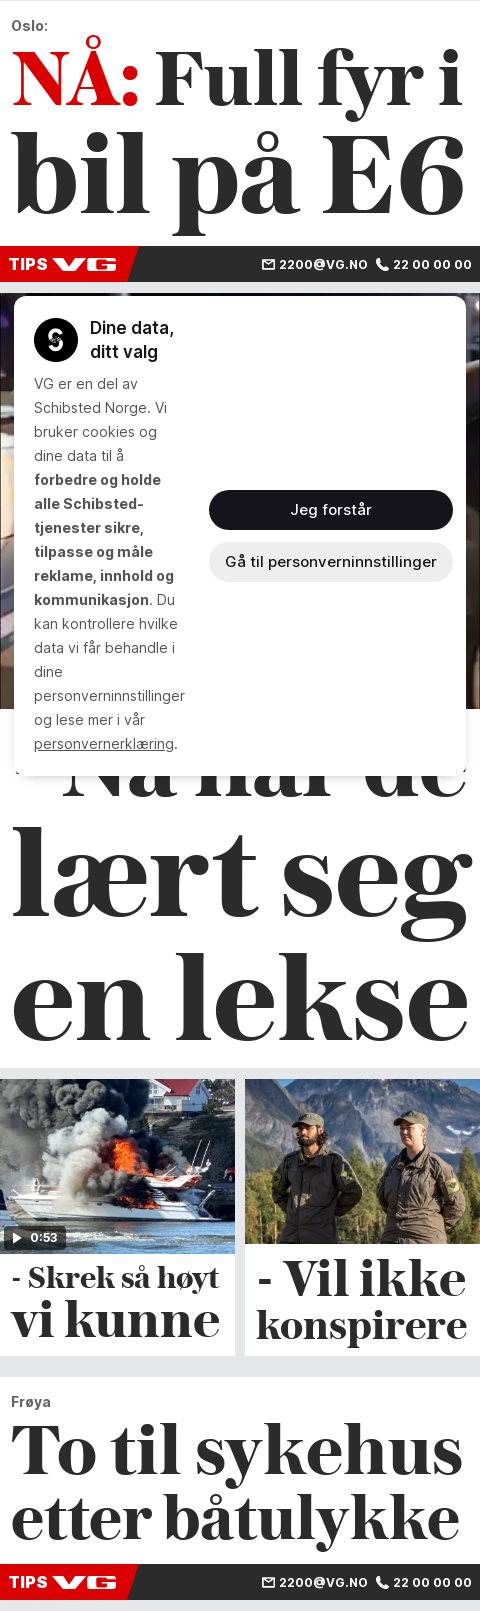 Oslo:
NÅ: Full fyr i
bil på E6
TIPS VG 2200@VG.NO 22 00 00 00
Dine data,
ditt valg
VG er en del av
Schibsted Norge. Vi
bruker cookies og
dine data til å
forbedre og holde
alle Schibsted-
tjenester sikre,
tilpasse og måle
reklame, innhold og
kommunikasjon. Du
kan kontrollere hvilke
data vi får behandle i
dine
personverninnstillinger
og lese mer i vår
personvernerklæring.
Jeg forstår
Gå til personverninnstillinger
lært seg
en lekse
0:53
- Skrek så høyt
vi kunne
- Vil ikke
konspirere
Frøya
To til sykehus
etter båtulykke
TIPS VG 2200@VG.NO 22 00 00 00